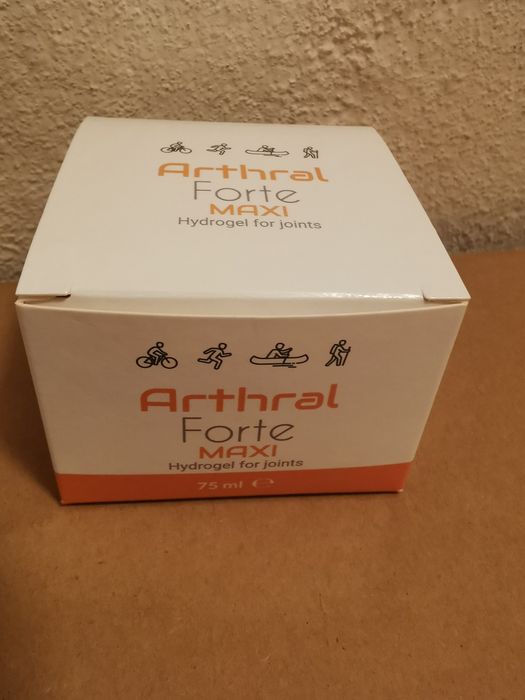 Arthral
Forte
MAXI
Hydrogel for joints
Arthral
Forte
MAXI
Hydrogel for joints
75 ml ℮